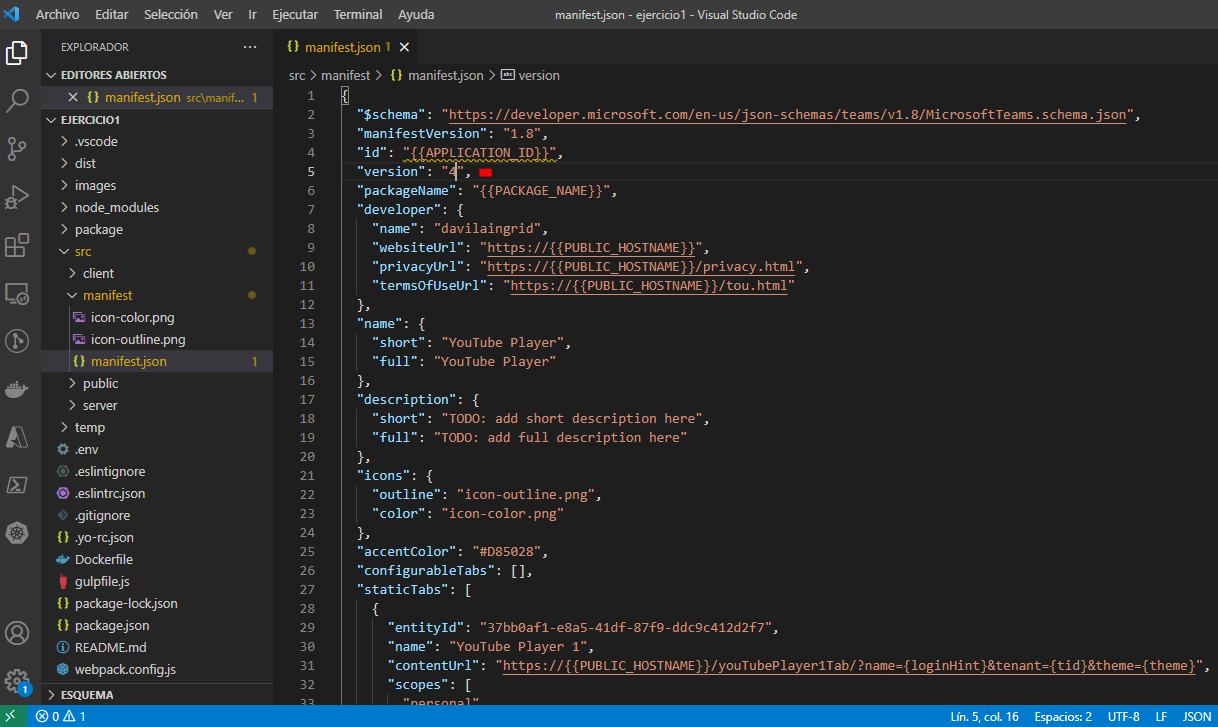 Archivo Editar Selección Ver Ir Ejecutar Terminal Ayuda manifest.json - ejercicio1 - Visual Studio Code
EXPLORADOR ...
EDITORES ABIERTOS
manifest.json src\manif... 1
EJERCICIO1
.vscode
dist
images
node_modules
package
src
client
manifest
icon-color.png
icon-outline.png
{} manifest.json 1
public
server
temp
.env
.eslintignore
.eslintrc.json
.gitignore
{} .yo-rc.json
Dockerfile
gulpfile.js
{} package-lock.json
{} package.json
README.md
webpack.config.js
ESQUEMA
{} manifest.json 1
src > manifest > {} manifest.json > abc version
1 {
2 "$schema": "https://developer.microsoft.com/en-us/json-schemas/teams/v1.8/MicrosoftTeams.schema.json",
3 "manifestVersion": "1.8",
4 "id": "{{APPLICATION_ID}}",
5 "version": "4",
6 "packageName": "{{PACKAGE_NAME}}",
7 "developer": {
8 "name": "davilaingrid",
9 "websiteUrl": "https://{{PUBLIC_HOSTNAME}}",
10 "privacyUrl": "https://{{PUBLIC_HOSTNAME}}/privacy.html",
11 "termsOfUseUrl": "https://{{PUBLIC_HOSTNAME}}/tou.html"
12 },
13 "name": {
14 "short": "YouTube Player",
15 "full": "YouTube Player"
16 },
17 "description": {
18 "short": "TODO: add short description here",
19 "full": "TODO: add full description here"
20 },
21 "icons": {
22 "outline": "icon-outline.png",
23 "color": "icon-color.png"
24 },
25 "accentColor": "#D85028",
26 "configurableTabs": [],
27 "staticTabs": [
28 {
29 "entityId": "37bb0af1-e8a5-41df-87f9-ddc9c412d2f7",
30 "name": "YouTube Player 1",
31 "contentUrl": "https://{{PUBLIC_HOSTNAME}}/youTubePlayer1Tab/?name={loginHint}&tenant={tid}&theme={theme}",
32 "scopes": [
33 "personal"
1
0 1 Lín. 5, col. 16 Espacios: 2 UTF-8 LF JSON